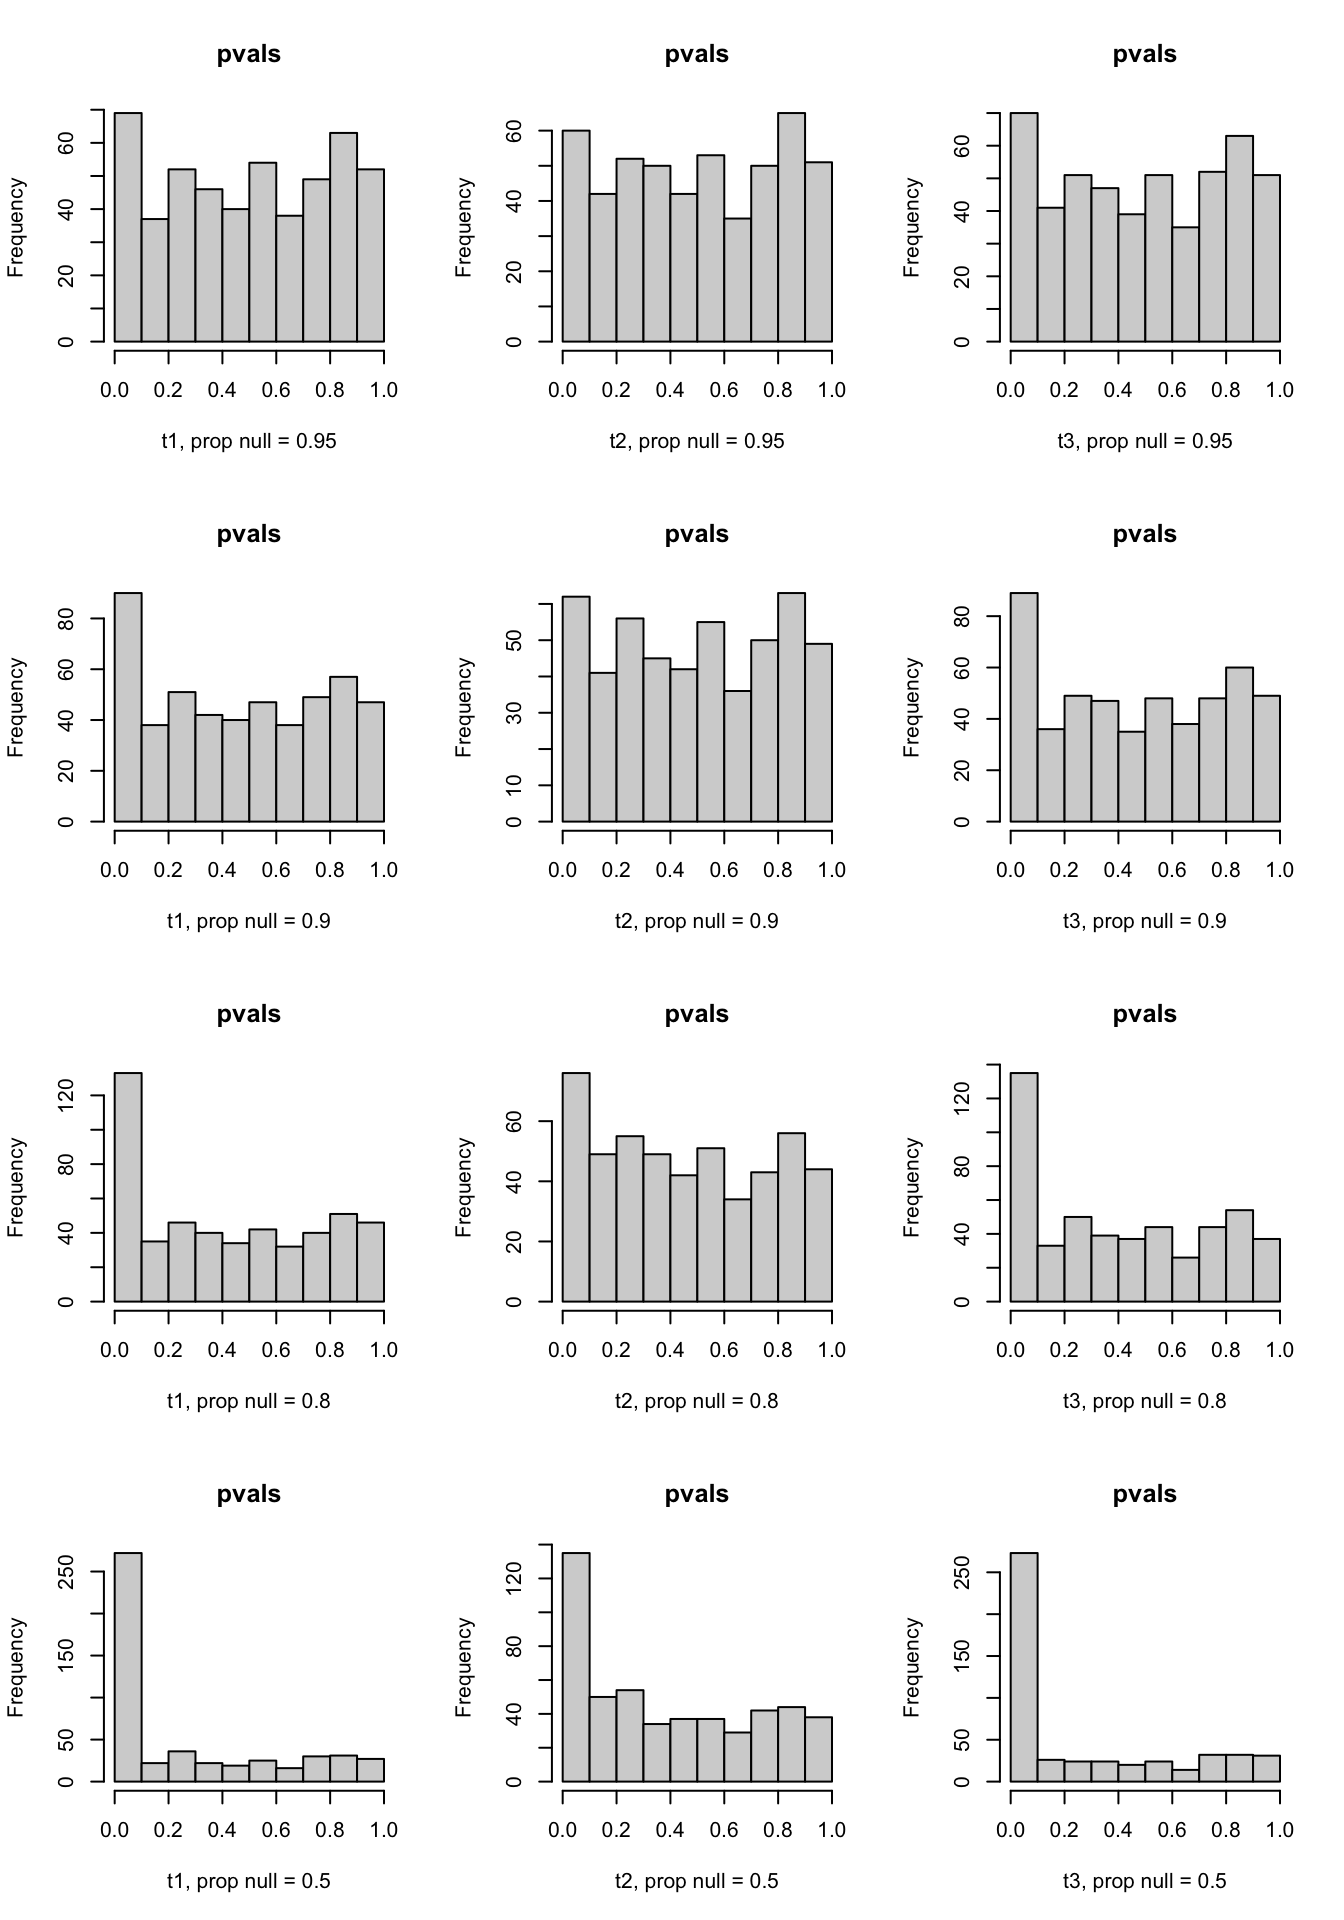 pvals pvals pvals
Frequency Frequency Frequency
60 60 60
40 40 40
20 20 20
0 0 0
0.0 0.2 0.4 0.6 0.8 1.0 0.0 0.2 0.4 0.6 0.8 1.0 0.0 0.2 0.4 0.6 0.8 1.0
t1, prop null = 0.95 t2, prop null = 0.95 t3, prop null = 0.95
pvals pvals pvals
Frequency Frequency Frequency
80 50 80
60 30 60
40 10 40
20 0 20
0 0
0.0 0.2 0.4 0.6 0.8 1.0 0.0 0.2 0.4 0.6 0.8 1.0 0.0 0.2 0.4 0.6 0.8 1.0
t1, prop null = 0.9 t2, prop null = 0.9 t3, prop null = 0.9
pvals pvals pvals
Frequency Frequency Frequency
120 60 120
80 40 80
40 20 40
0 0 0
0.0 0.2 0.4 0.6 0.8 1.0 0.0 0.2 0.4 0.6 0.8 1.0 0.0 0.2 0.4 0.6 0.8 1.0
t1, prop null = 0.8 t2, prop null = 0.8 t3, prop null = 0.8
pvals pvals pvals
Frequency Frequency Frequency
250 120 250
150 80 150
50 40 50
0 0 0
0.0 0.2 0.4 0.6 0.8 1.0 0.0 0.2 0.4 0.6 0.8 1.0 0.0 0.2 0.4 0.6 0.8 1.0
t1, prop null = 0.5 t2, prop null = 0.5 t3, prop null = 0.5